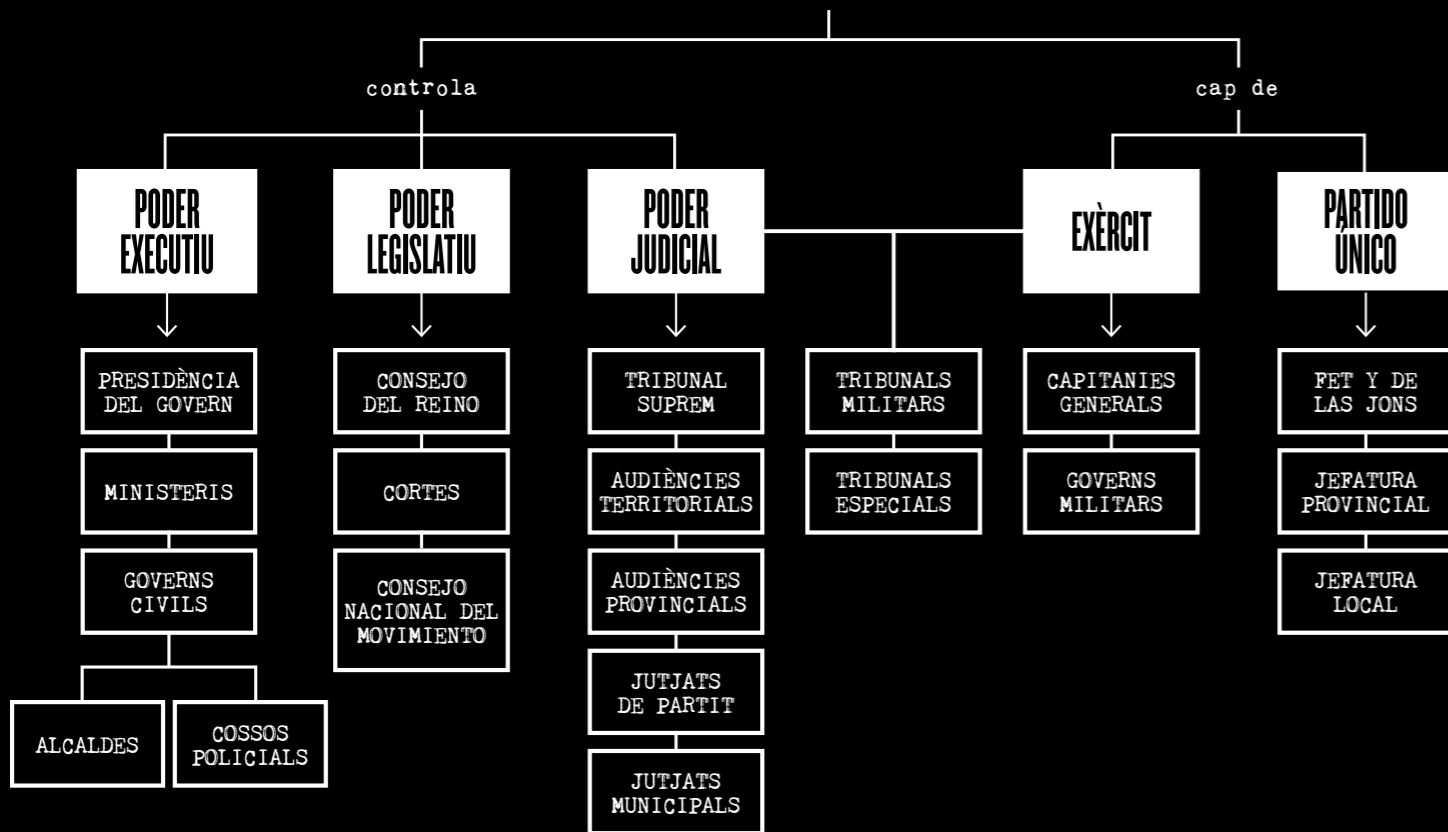 controla
cap de
PODER
EXECUTIU
PODER
LEGISLATIU
PODER
JUDICIAL
EXÈRCIT
PARTIDO
ÚNICO
PRESIDÈNCIA
DEL GOVERN
CONSEJO
DEL REINO
TRIBUNAL
SUPREM
TRIBUNALS
MILITARS
CAPITANIES
GENERALS
FET Y DE
LAS JONS
MINISTERIS
CORTES
AUDIÈNCIES
TERRITORIALS
TRIBUNALS
ESPECIALS
GOVERNS
MILITARS
JEFATURA
PROVINCIAL
GOVERNS
CIVILS
CONSEJO
NACIONAL DEL
MOVIMIENTO
AUDIÈNCIES
PROVINCIALS
JEFATURA
LOCAL
ALCALDES
COSSOS
POLICIALS
JUTJATS
DE PARTIT
JUTJATS
MUNICIPALS